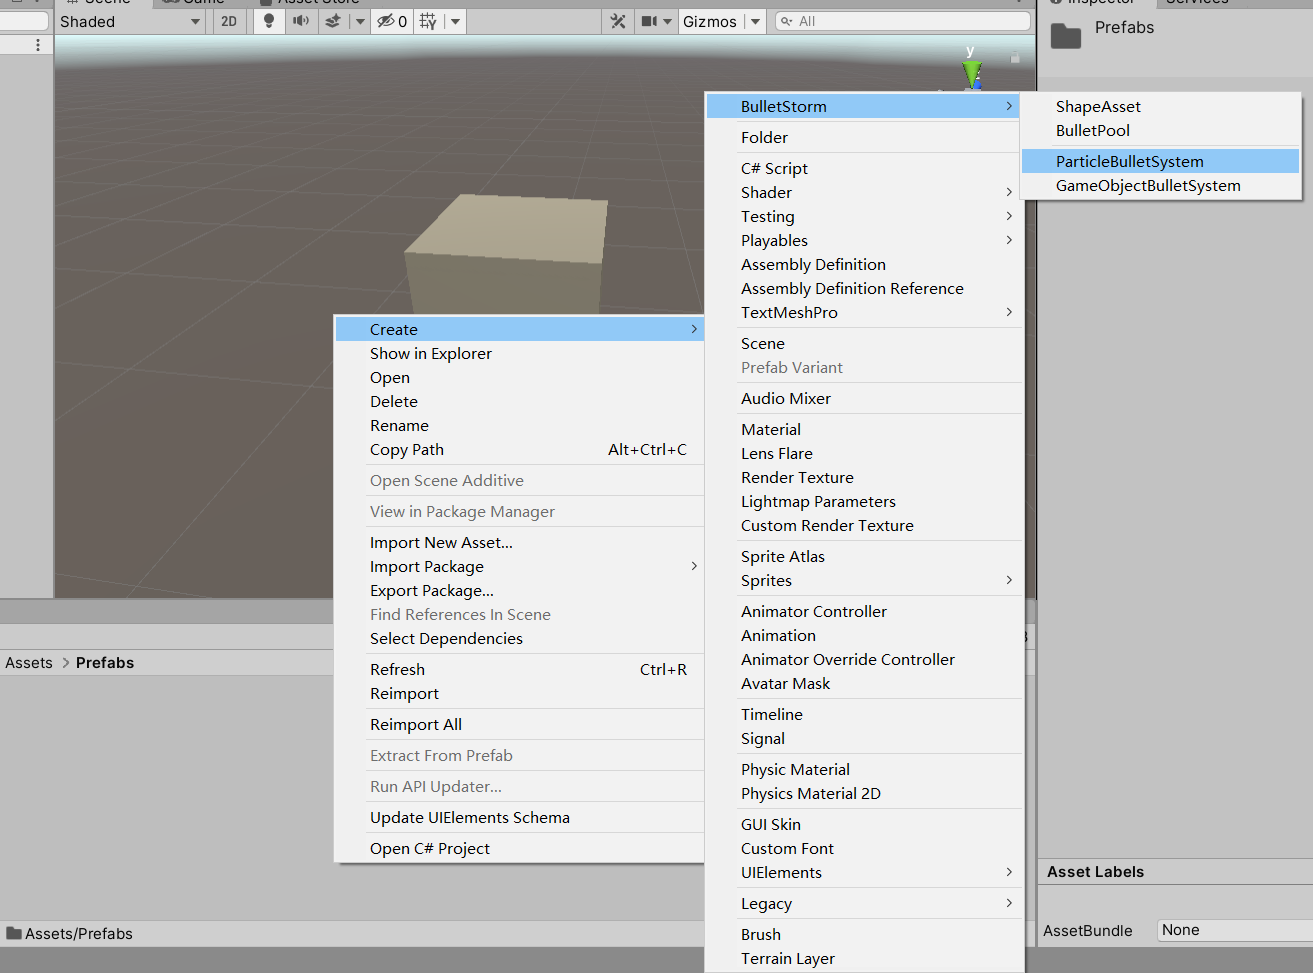 Scene
Game
Asset Store
Inspector
Services
Shaded
2D
0
Gizmos
All
Prefabs
y
BulletStorm
Folder
C# Script
Shader
Testing
Playables
Assembly Definition
Assembly Definition Reference
TextMeshPro
Scene
Prefab Variant
Audio Mixer
Material
Lens Flare
Render Texture
Lightmap Parameters
Custom Render Texture
Sprite Atlas
Sprites
Animator Controller
Animation
Animator Override Controller
Avatar Mask
Timeline
Signal
Physic Material
Physics Material 2D
GUI Skin
Custom Font
UIElements
Legacy
Brush
Terrain Layer
ShapeAsset
BulletPool
ParticleBulletSystem
GameObjectBulletSystem
Create
Show in Explorer
Open
Delete
Rename
Copy Path Alt+Ctrl+C
Open Scene Additive
View in Package Manager
Import New Asset...
Import Package
Export Package...
Find References In Scene
Select Dependencies
Refresh Ctrl+R
Reimport
Reimport All
Extract From Prefab
Run API Updater...
Update UIElements Schema
Open C# Project
Assets > Prefabs
Assets/Prefabs
Asset Labels
AssetBundle None